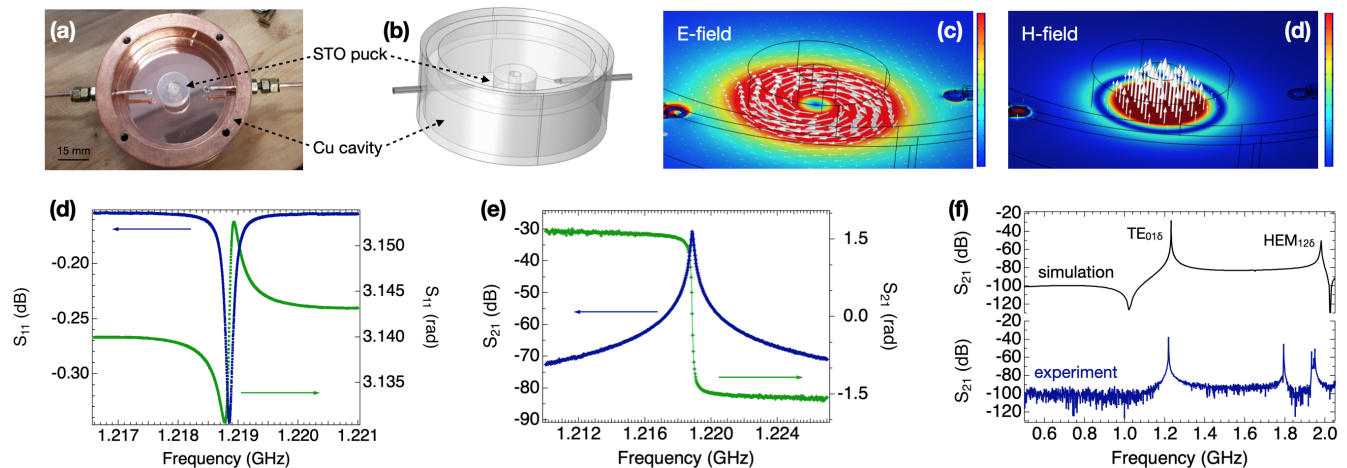 (a)
15 mm
STO puck
Cu cavity
(b)
E-field
(c)
H-field
(d)
(d)
S₁₁ (dB)
-0.20
-0.25
-0.30
3.150
3.145
3.140
3.135
S₁₁ (rad)
1.217 1.218 1.219 1.220 1.221
Frequency (GHz)
(e)
S₂₁ (dB)
-30
-40
-50
-60
-70
-80
-90
1.5
0.0
-1.5
S₂₁ (rad)
1.212 1.216 1.220 1.224
Frequency (GHz)
(f)
S₂₁ (dB)
-20
-40
-60
-80
-100
TE₀₁δ
HEM₁₂δ
simulation
S₂₁ (dB)
-40
-60
-80
-100
-120
experiment
0.6 0.8 1.0 1.2 1.4 1.6 1.8 2.0
Frequency (GHz)